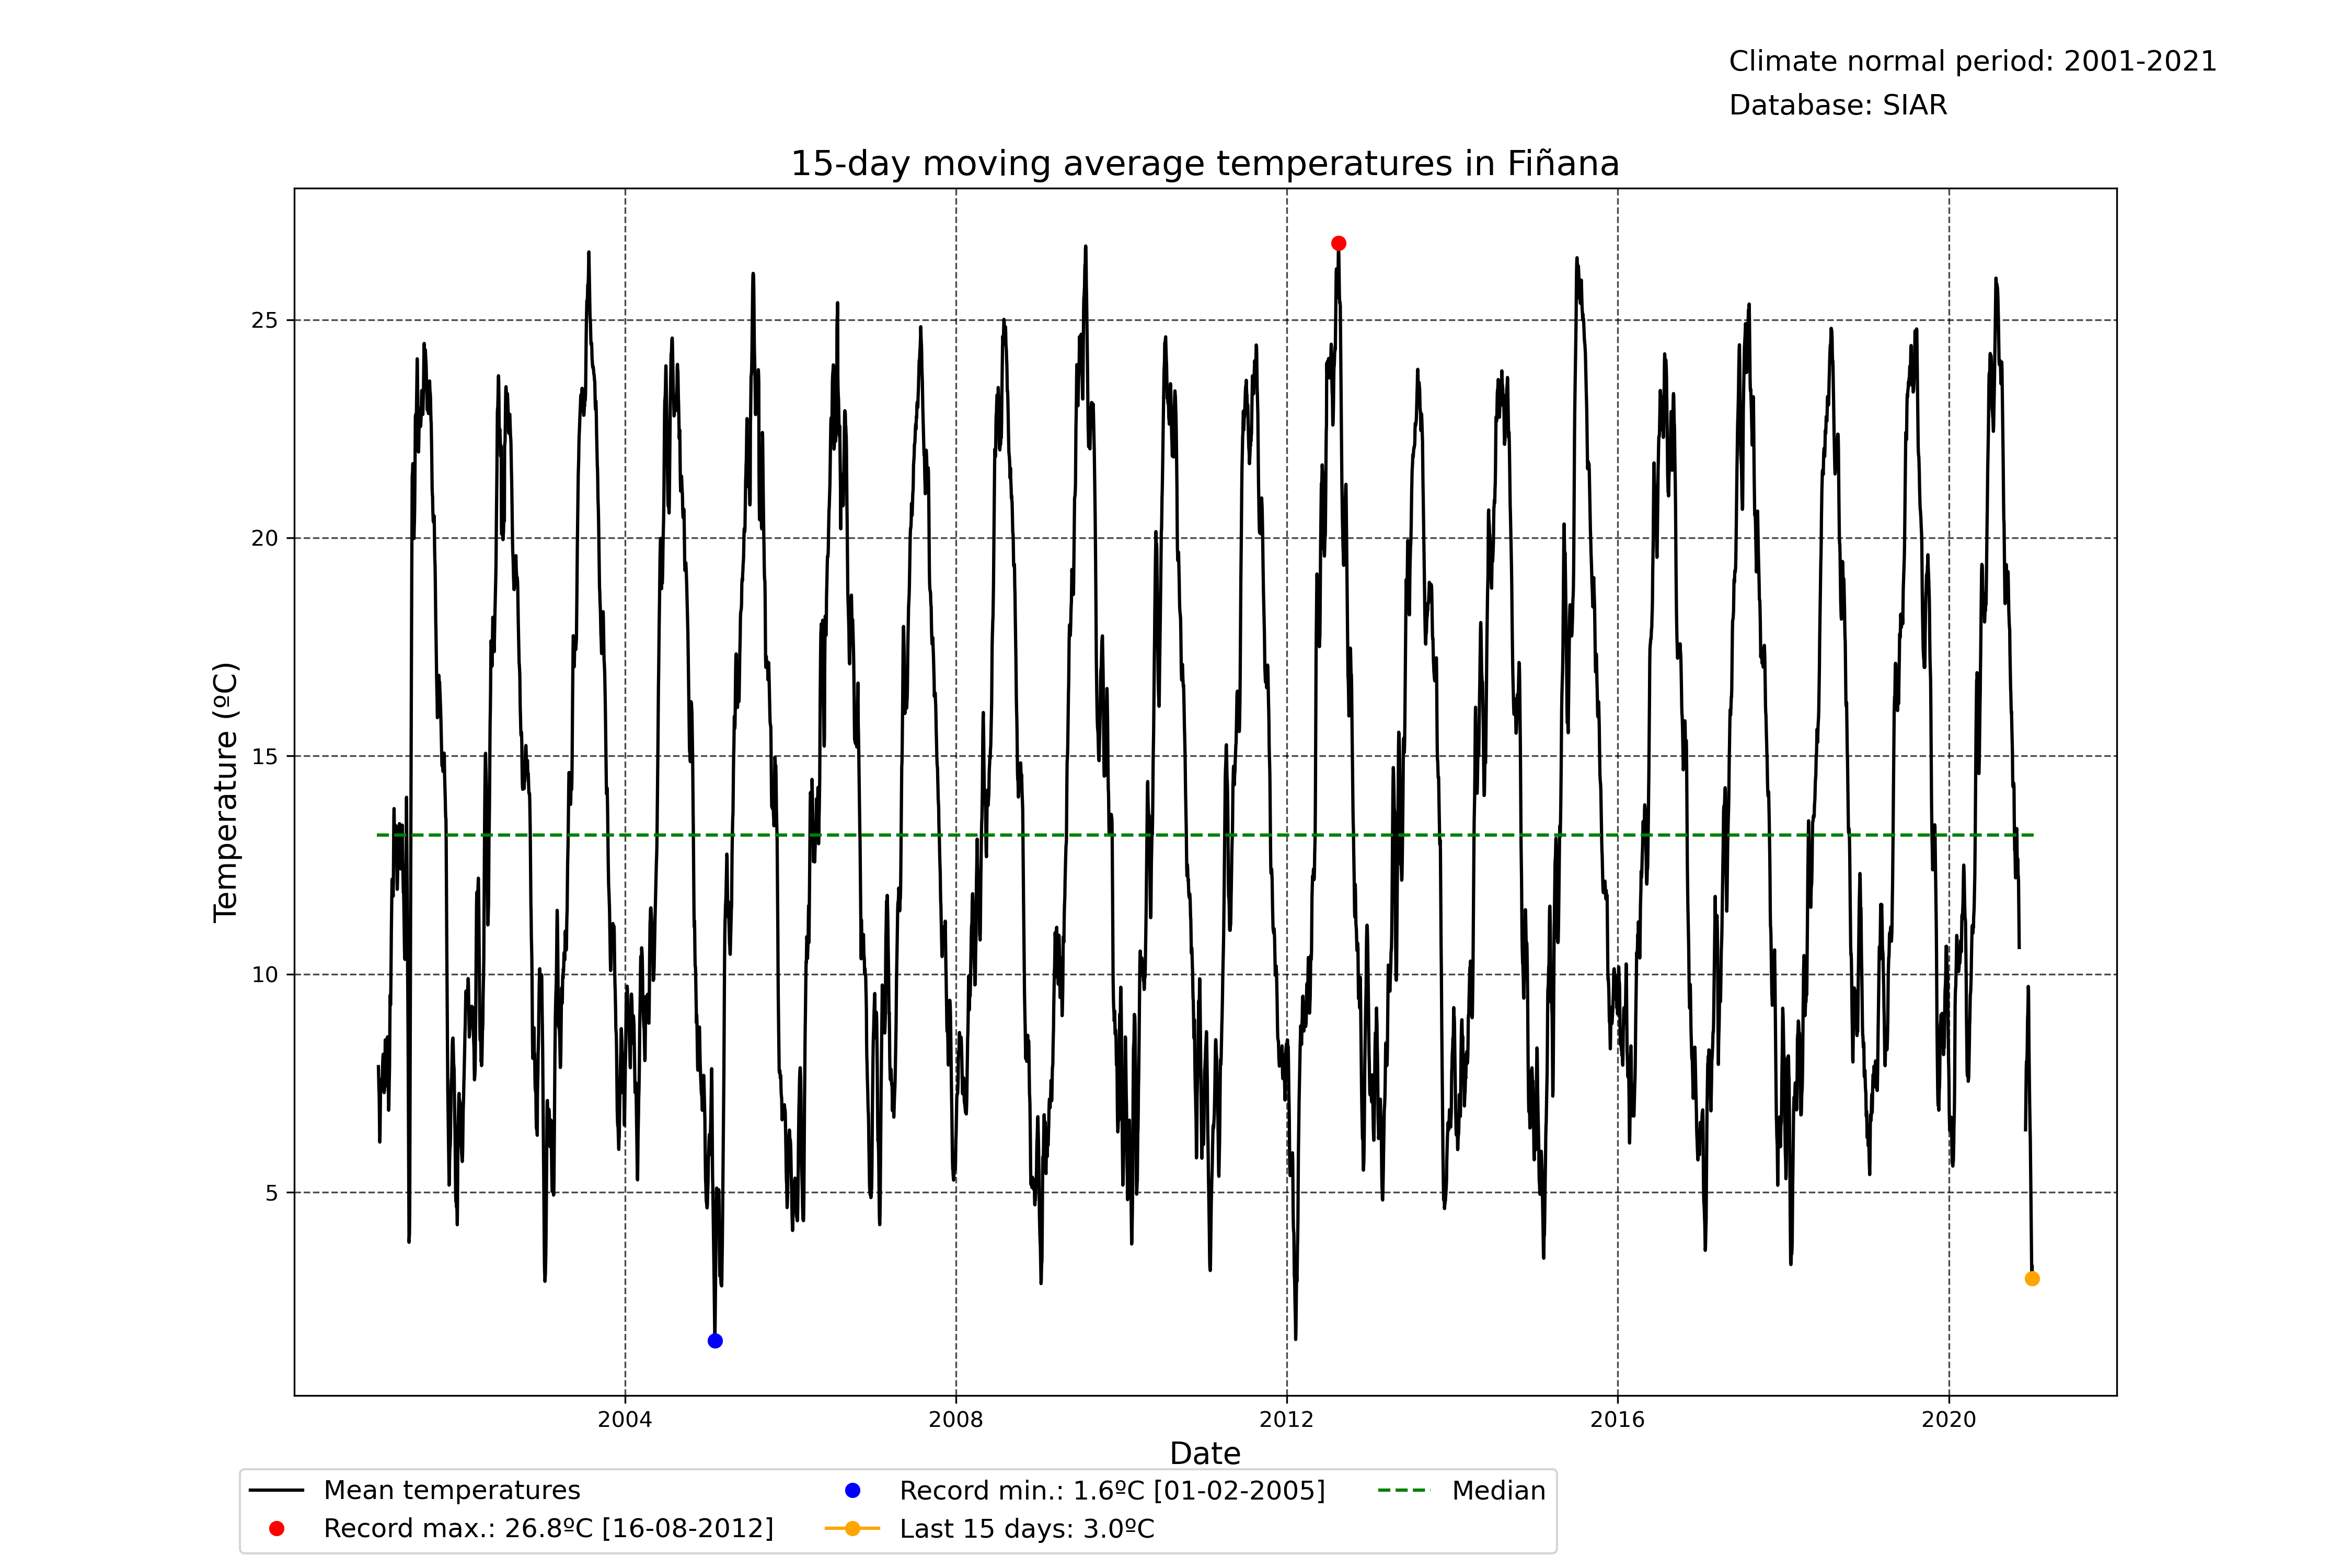 Climate normal period: 2001-2021
Database: SIAR
15-day moving average temperatures in Fiñana
Temperature (ºC)
25
20
15
10
5
2004
2008
2012
2016
2020
Date
Mean temperatures
Record max.: 26.8ºC [16-08-2012]
Record min.: 1.6ºC [01-02-2005]
Last 15 days: 3.0ºC
Median